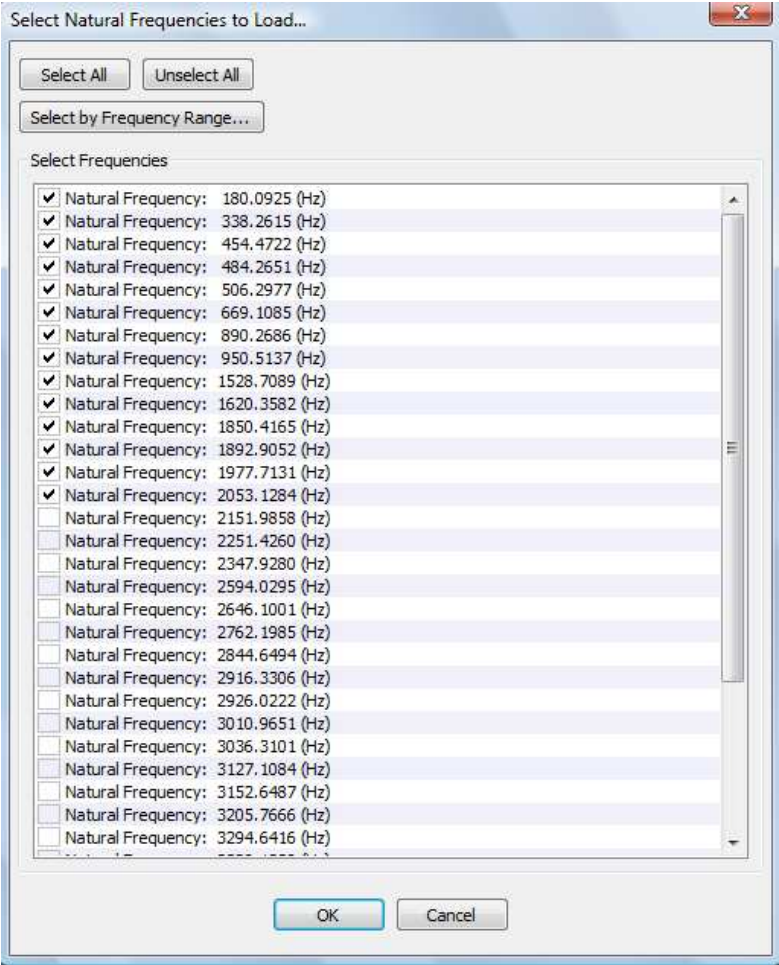 Select Natural Frequencies to Load...
Select All Unselect All
Select by Frequency Range...
Select Frequencies
Natural Frequency: 180.0925 (Hz)
Natural Frequency: 338.2615 (Hz)
Natural Frequency: 454.4722 (Hz)
Natural Frequency: 484.2651 (Hz)
Natural Frequency: 506.2977 (Hz)
Natural Frequency: 669.1085 (Hz)
Natural Frequency: 890.2686 (Hz)
Natural Frequency: 950.5137 (Hz)
Natural Frequency: 1528.7089 (Hz)
Natural Frequency: 1620.3582 (Hz)
Natural Frequency: 1850.4165 (Hz)
Natural Frequency: 1892.9052 (Hz)
Natural Frequency: 1977.7131 (Hz)
Natural Frequency: 2053.1284 (Hz)
Natural Frequency: 2151.9858 (Hz)
Natural Frequency: 2251.4260 (Hz)
Natural Frequency: 2347.9280 (Hz)
Natural Frequency: 2594.0295 (Hz)
Natural Frequency: 2646.1001 (Hz)
Natural Frequency: 2762.1985 (Hz)
Natural Frequency: 2844.6494 (Hz)
Natural Frequency: 2916.3306 (Hz)
Natural Frequency: 2926.0222 (Hz)
Natural Frequency: 3010.9651 (Hz)
Natural Frequency: 3036.3101 (Hz)
Natural Frequency: 3127.1084 (Hz)
Natural Frequency: 3152.6487 (Hz)
Natural Frequency: 3205.7666 (Hz)
Natural Frequency: 3294.6416 (Hz)
OK Cancel